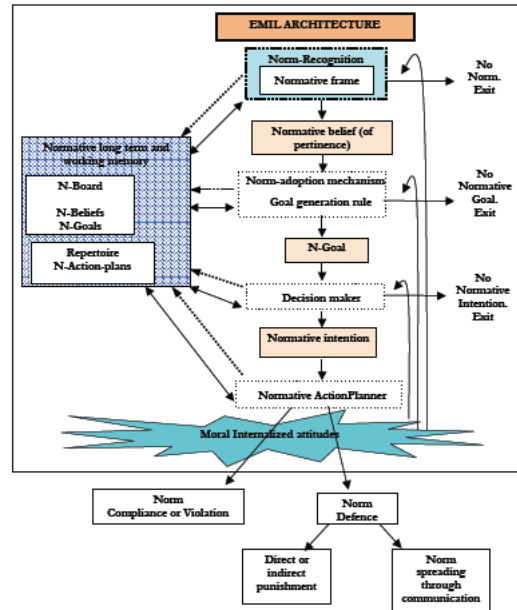 EMIL ARCHITECTURE
Norm-Recognition
Normative frame
No
Norm.
Exit
Normative belief (of
pertinence)
Normative long term and
working memory
N-Board
N-Beliefs
N-Goals
Repertoire
N-Action-plans
Norm-adoption mechanism
Goal generation rule
No
Normative
Goal.
Exit
N-Goal
Decision maker
No
Normative
Intention.
Exit
Normative intention
Normative ActionPlanner
Moral Internalized attitudes
Norm
Compliance or Violation
Norm
Defence
Direct or
indirect
punishment
Norm
spreading
through
communication